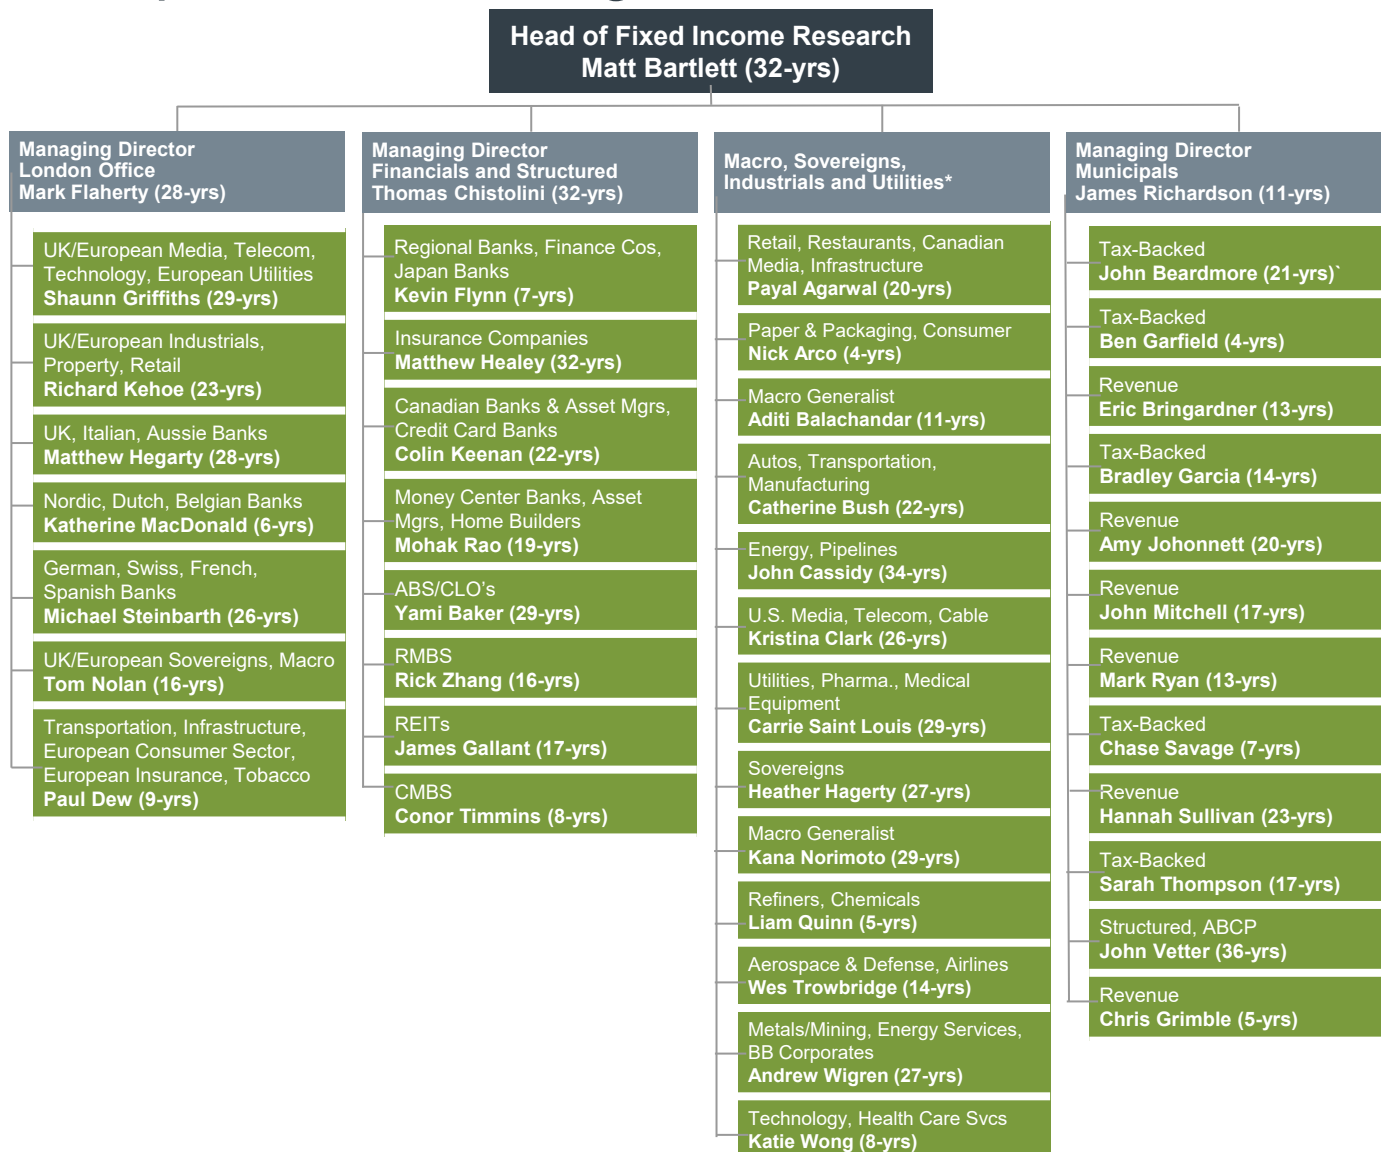 Head of Fixed Income Research
Matt Bartlett (32-yrs)
Managing Director
London Office
Mark Flaherty (28-yrs)
UK/European Media, Telecom,
Technology, European Utilities
Shaunn Griffiths (29-yrs)
UK/European Industrials,
Property, Retail
Richard Kehoe (23-yrs)
UK, Italian, Aussie Banks
Matthew Hegarty (28-yrs)
Nordic, Dutch, Belgian Banks
Katherine MacDonald (6-yrs)
German, Swiss, French,
Spanish Banks
Michael Steinbarth (26-yrs)
UK/European Sovereigns, Macro
Tom Nolan (16-yrs)
Transportation, Infrastructure,
European Consumer Sector,
European Insurance, Tobacco
Paul Dew (9-yrs)
Managing Director
Financials and Structured
Thomas Chistolini (32-yrs)
Regional Banks, Finance Cos,
Japan Banks
Kevin Flynn (7-yrs)
Insurance Companies
Matthew Healey (32-yrs)
Canadian Banks & Asset Mgrs,
Credit Card Banks
Colin Keenan (22-yrs)
Money Center Banks, Asset
Mgrs, Home Builders
Mohak Rao (19-yrs)
ABS/CLO’s
Yami Baker (29-yrs)
RMBS
Rick Zhang (16-yrs)
REITs
James Gallant (17-yrs)
CMBS
Conor Timmins (8-yrs)
Macro, Sovereigns,
Industrials and Utilities*
Retail, Restaurants, Canadian
Media, Infrastructure
Payal Agarwal (20-yrs)
Paper & Packaging, Consumer
Nick Arco (4-yrs)
Macro Generalist
Aditi Balachandar (11-yrs)
Autos, Transportation,
Manufacturing
Catherine Bush (22-yrs)
Energy, Pipelines
John Cassidy (34-yrs)
U.S. Media, Telecom, Cable
Kristina Clark (26-yrs)
Utilities, Pharma., Medical
Equipment
Carrie Saint Louis (29-yrs)
Sovereigns
Heather Hagerty (27-yrs)
Macro Generalist
Kana Norimoto (29-yrs)
Refiners, Chemicals
Liam Quinn (5-yrs)
Aerospace & Defense, Airlines
Wes Trowbridge (14-yrs)
Metals/Mining, Energy Services,
BB Corporates
Andrew Wigren (27-yrs)
Technology, Health Care Svcs
Katie Wong (8-yrs)
Managing Director
Municipals
James Richardson (11-yrs)
Tax-Backed
John Beardmore (21-yrs)`
Tax-Backed
Ben Garfield (4-yrs)
Revenue
Eric Bringardner (13-yrs)
Tax-Backed
Bradley Garcia (14-yrs)
Revenue
Amy Johonnett (20-yrs)
Revenue
John Mitchell (17-yrs)
Revenue
Mark Ryan (13-yrs)
Tax-Backed
Chase Savage (7-yrs)
Revenue
Hannah Sullivan (23-yrs)
Tax-Backed
Sarah Thompson (17-yrs)
Structured, ABCP
John Vetter (36-yrs)
Revenue
Chris Grimble (5-yrs)